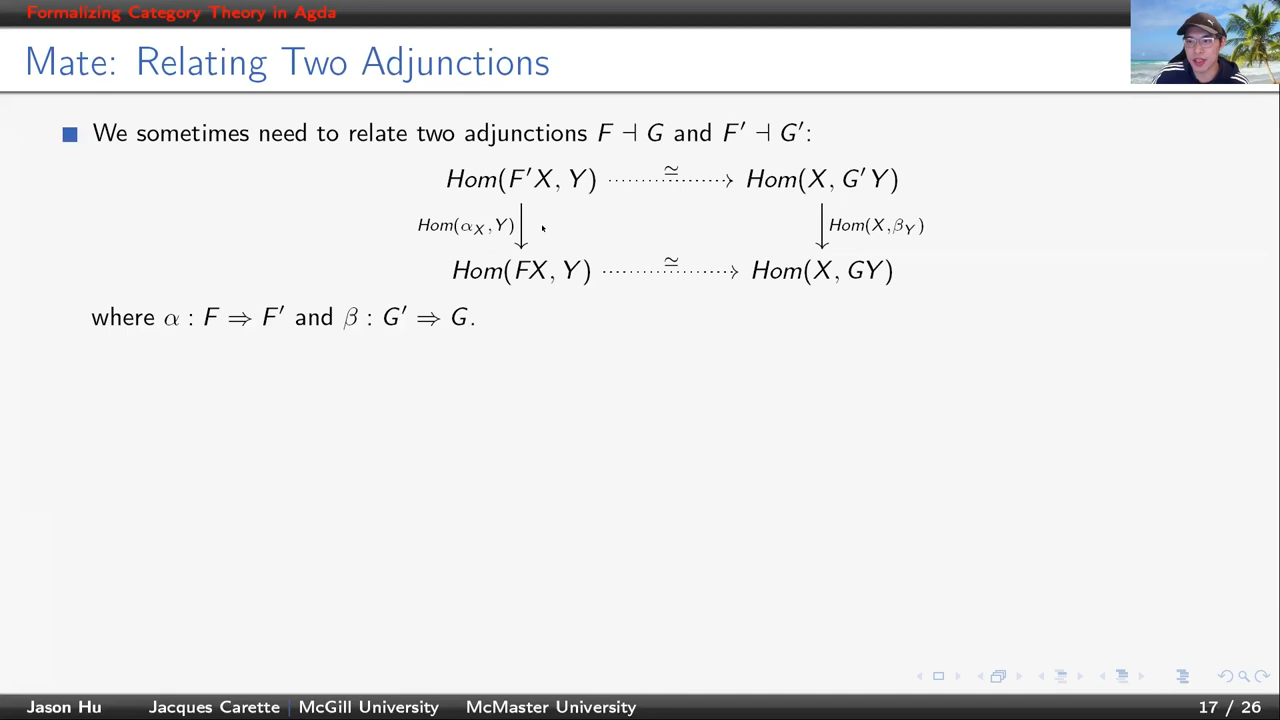 Formalizing Category Theory in Agda
Mate: Relating Two Adjunctions
We sometimes need to relate two adjunctions F ⊣ G and F′ ⊣ G′:
Hom(F′X, Y) ≃ Hom(X, G′Y)
Hom(α_X, Y) Hom(X, β_Y)
Hom(FX, Y) ≃ Hom(X, GY)
where α : F ⇒ F′ and β : G′ ⇒ G.
Jason Hu Jacques Carette | McGill University McMaster University 17 / 26